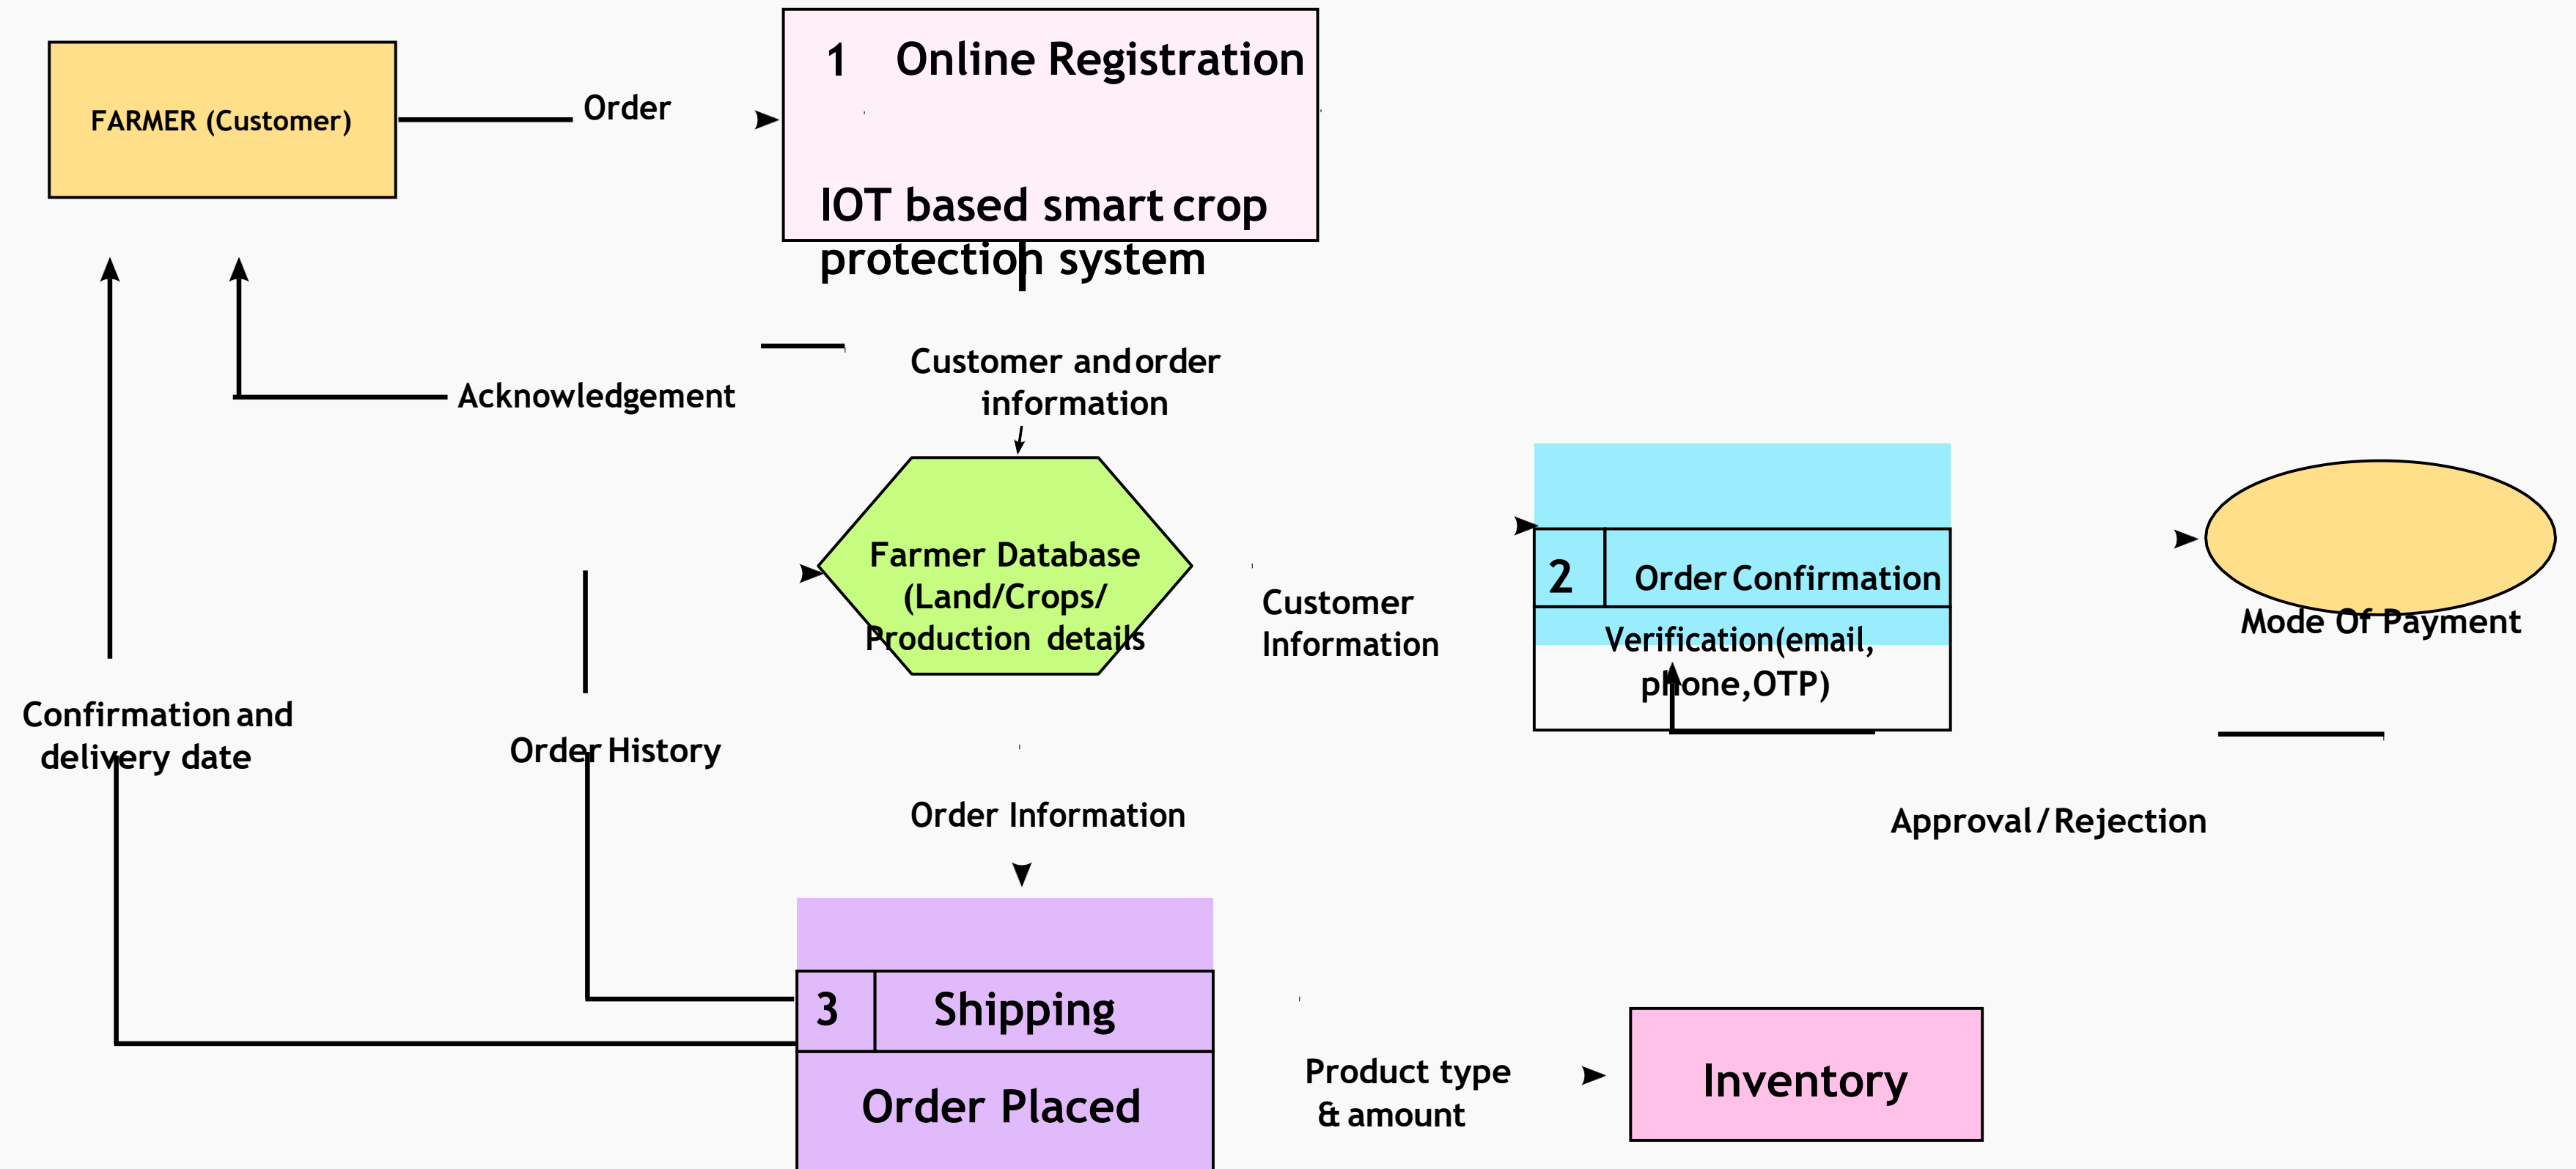 1 Online Registration
FARMER (Customer)
Order
IOT based smart crop
protection system
Customer and order
information
Acknowledgement
Farmer Database
(Land/Crops/
Production details
Customer
Information
2 Order Confirmation
Verification(email,
phone,OTP)
Mode Of Payment
Confirmation and
delivery date
Order History
Order Information
Approval/Rejection
3 Shipping
Order Placed
Product type
& amount
Inventory